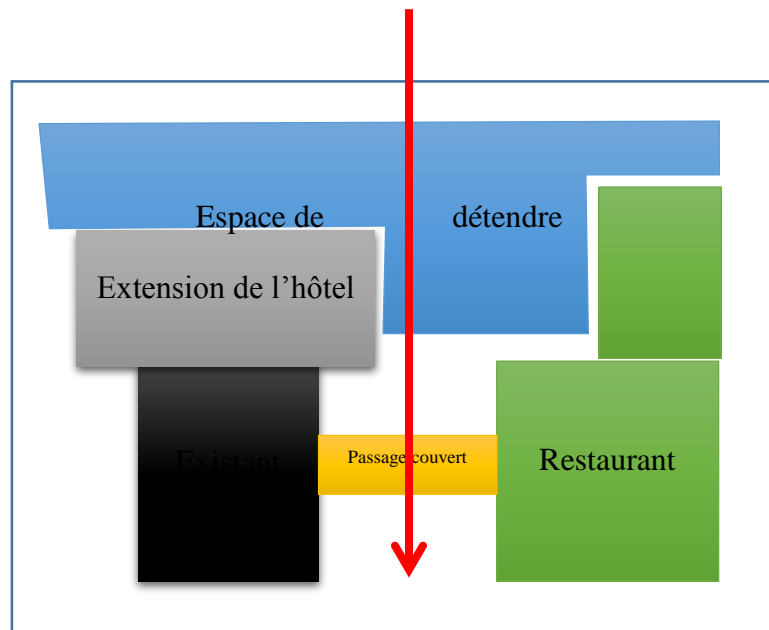 Espace de détendre
Extension de l’hôtel
Existant
Passage couvert
Restaurant